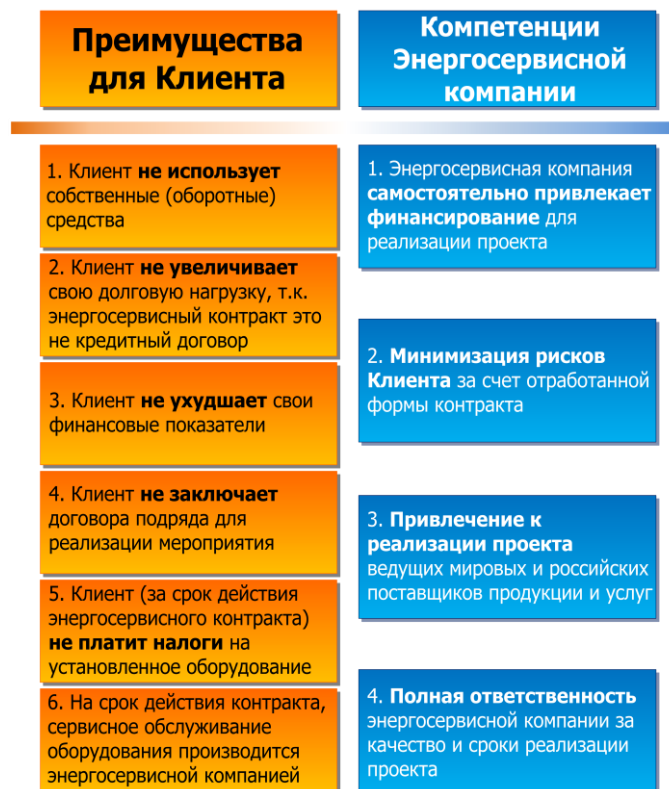 Преимущества
для Клиента
1. Клиент не использует
собственные (оборотные)
средства
2. Клиент не увеличивает
свою долговую нагрузку, т.к.
энергосервисный контракт это
не кредитный договор
3. Клиент не ухудшает свои
финансовые показатели
4. Клиент не заключает
договора подряда для
реализации мероприятия
5. Клиент (за срок действия
энергосервисного контракта)
не платит налоги на
установленное оборудование
6. На срок действия контракта,
сервисное обслуживание
оборудования производится
энергосервисной компанией
Компетенции
Энергосервисной
компании
1. Энергосервисная компания
самостоятельно привлекает
финансирование для
реализации проекта
2. Минимизация рисков
Клиента за счет отработанной
формы контракта
3. Привлечение к
реализации проекта
ведущих мировых и российских
поставщиков продукции и услуг
4. Полная ответственность
энергосервисной компании за
качество и сроки реализации
проекта